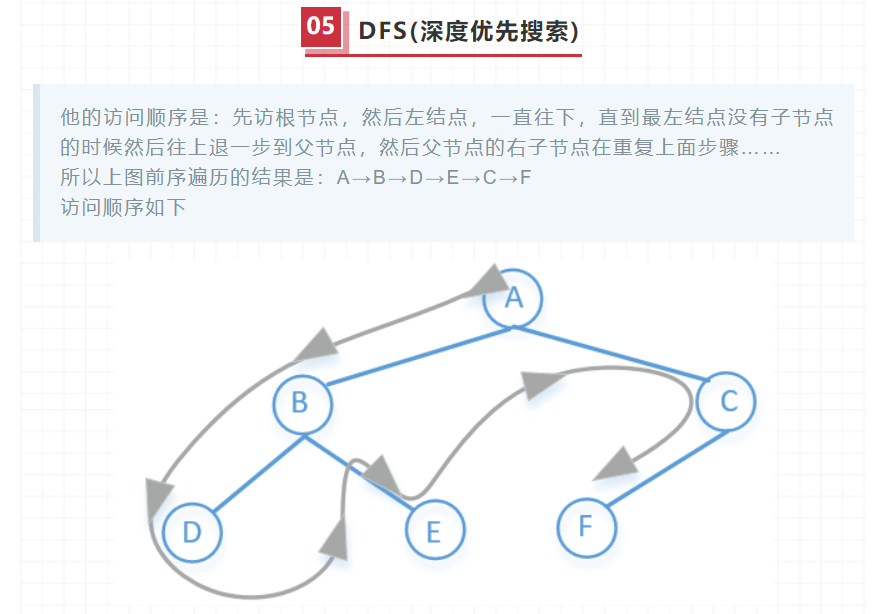 05 DFS(深度优先搜索)
他的访问顺序是：先访根节点，然后左结点，一直往下，直到最左结点没有子节点
的时候然后往上退一步到父节点，然后父节点的右子节点在重复上面步骤……
所以上图前序遍历的结果是：A→B→D→E→C→F
访问顺序如下
A
B
C
D
E
F